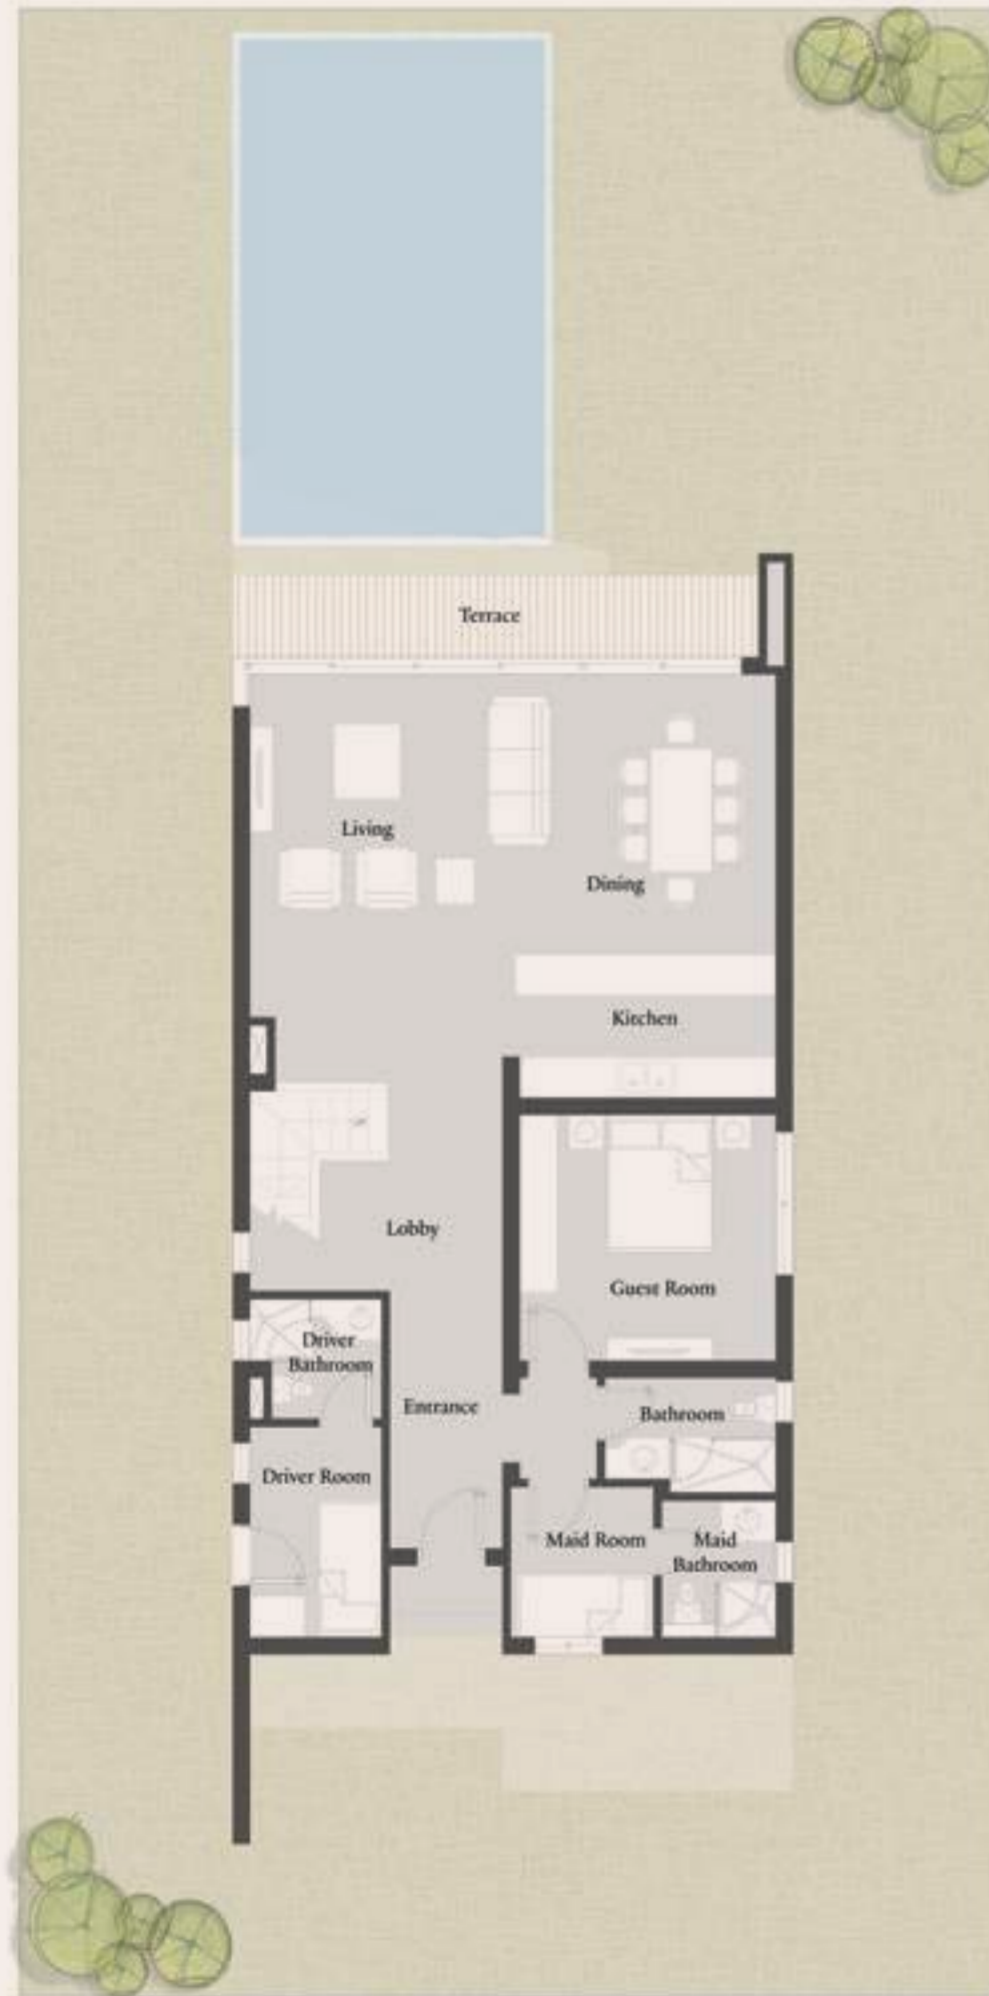 Terrace
Living
Dining
Kitchen
Lobby
Guest Room
Driver
Bathroom
Entrance
Bathroom
Driver Room
Maid Room
Maid
Bathroom